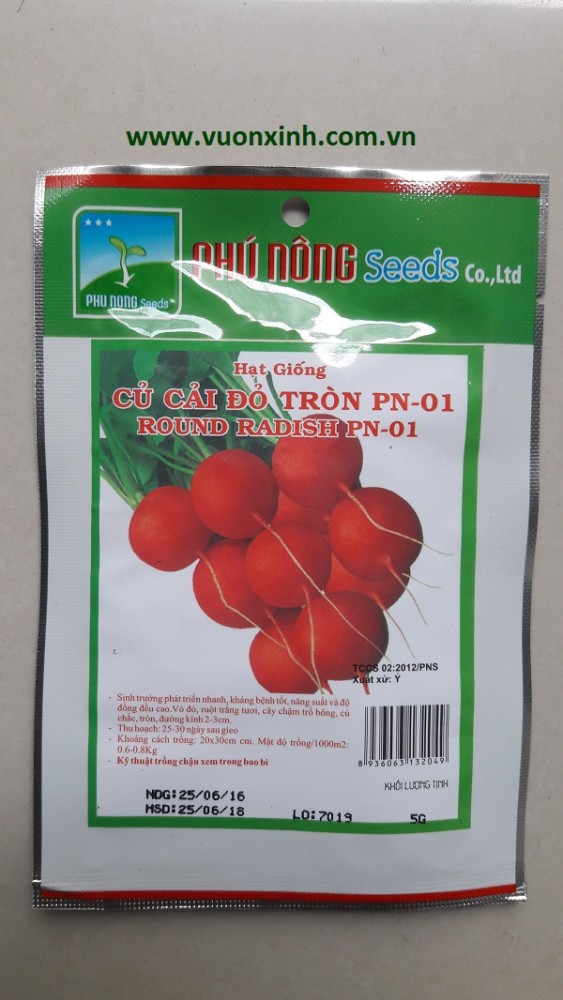 www.vuonxinh.com.vn
PHÚ NÔNG Seeds Co.,Ltd
PHU NONG Seeds
Hạt Giống
CỦ CẢI ĐỎ TRÒN PN-01
ROUND RADISH PN-01
TCCS 02:2012/PNS
Xuất xứ: Ý
- Sinh trưởng phát triển nhanh, kháng bệnh tốt, năng suất và độ
đồng đều cao. Vỏ đỏ, ruột trắng tươi, cây chậm trổ bông, củ
chắc, tròn, đường kính 2-3cm.
- Thu hoạch: 25-30 ngày sau gieo
- Khoảng cách trồng: 20x30cm cm. Mật độ trồng/1000m2:
0.6-0.8Kg
- Kỹ thuật trồng chậu xem trong bao bì
8 936063 132049
KHỐI LƯỢNG TỊNH
5G
NDG:25/06/16
HSD:25/06/18
LO:7019